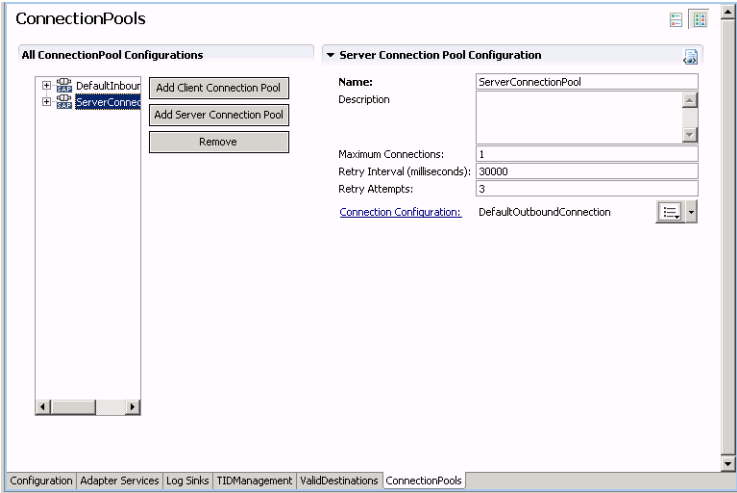 ConnectionPools
All ConnectionPool Configurations
SAP DefaultInbour
SAP ServerConnec
Add Client Connection Pool
Add Server Connection Pool
Remove
Server Connection Pool Configuration
Name: ServerConnectionPool
Description
Maximum Connections: 1
Retry Interval (milliseconds): 30000
Retry Attempts: 3
Connection Configuration: DefaultOutboundConnection
Configuration Adapter Services Log Sinks TIDManagement ValidDestinations ConnectionPools